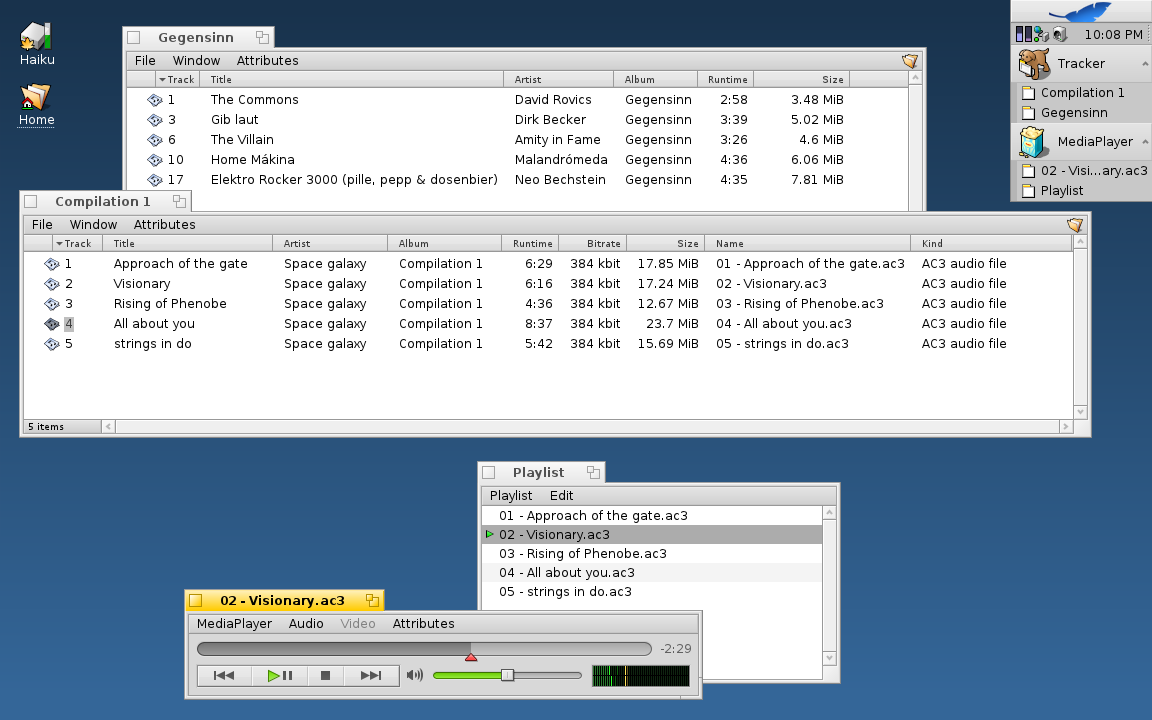 Haiku
Home
Gegensinn
File Window Attributes
Track Title Artist Album Runtime Size
1 The Commons David Rovics Gegensinn 2:58 3.48 MiB
3 Gib laut Dirk Becker Gegensinn 3:39 5.02 MiB
6 The Villain Amity in Fame Gegensinn 3:26 4.6 MiB
10 Home Mákina Malandrómeda Gegensinn 4:36 6.06 MiB
17 Elektro Rocker 3000 (pille, pepp & dosenbier) Neo Bechstein Gegensinn 4:35 7.81 MiB
10:08 PM
Tracker
Compilation 1
Gegensinn
MediaPlayer
02 - Visi...ary.ac3
Playlist
Compilation 1
File Window Attributes
Track Title Artist Album Runtime Bitrate Size Name Kind
1 Approach of the gate Space galaxy Compilation 1 6:29 384 kbit 17.85 MiB 01 - Approach of the gate.ac3 AC3 audio file
2 Visionary Space galaxy Compilation 1 6:16 384 kbit 17.24 MiB 02 - Visionary.ac3 AC3 audio file
3 Rising of Phenobe Space galaxy Compilation 1 4:36 384 kbit 12.67 MiB 03 - Rising of Phenobe.ac3 AC3 audio file
4 All about you Space galaxy Compilation 1 8:37 384 kbit 23.7 MiB 04 - All about you.ac3 AC3 audio file
5 strings in do Space galaxy Compilation 1 5:42 384 kbit 15.69 MiB 05 - strings in do.ac3 AC3 audio file
5 items
Playlist
Playlist Edit
01 - Approach of the gate.ac3
02 - Visionary.ac3
03 - Rising of Phenobe.ac3
04 - All about you.ac3
05 - strings in do.ac3
02 - Visionary.ac3
MediaPlayer Audio Video Attributes
-2:29